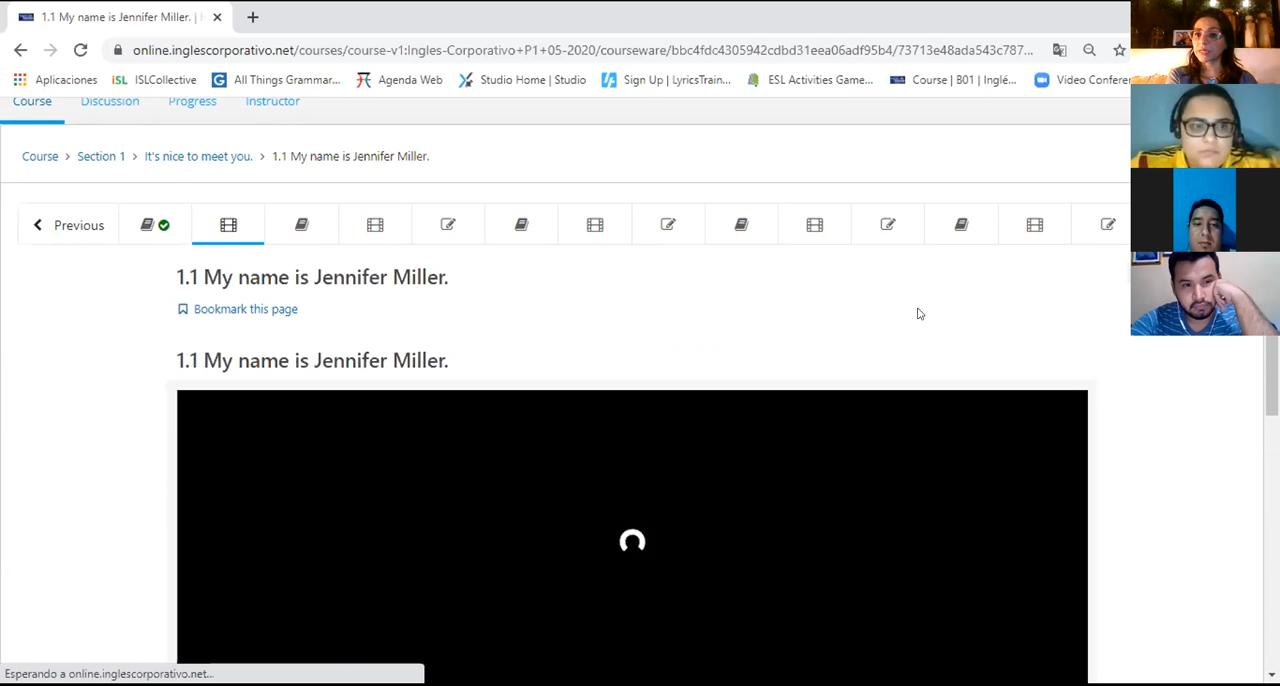 1.1 My name is Jennifer Miller. |
online.inglescorporativo.net/courses/course-v1:Ingles-Corporativo+P1+05-2020/courseware/bbc4fdc4305942cdbd31eea06adf95b4/73713e48ada543c787...
Aplicaciones ISLCollective All Things Grammar... Agenda Web Studio Home | Studio Sign Up | LyricsTrain... ESL Activities Game... Course | B01 | Inglé... Video Conferen
Course Discussion Progress Instructor
Course > Section 1 > It's nice to meet you. > 1.1 My name is Jennifer Miller.
Previous
1.1 My name is Jennifer Miller.
Bookmark this page
1.1 My name is Jennifer Miller.
Esperando a online.inglescorporativo.net...